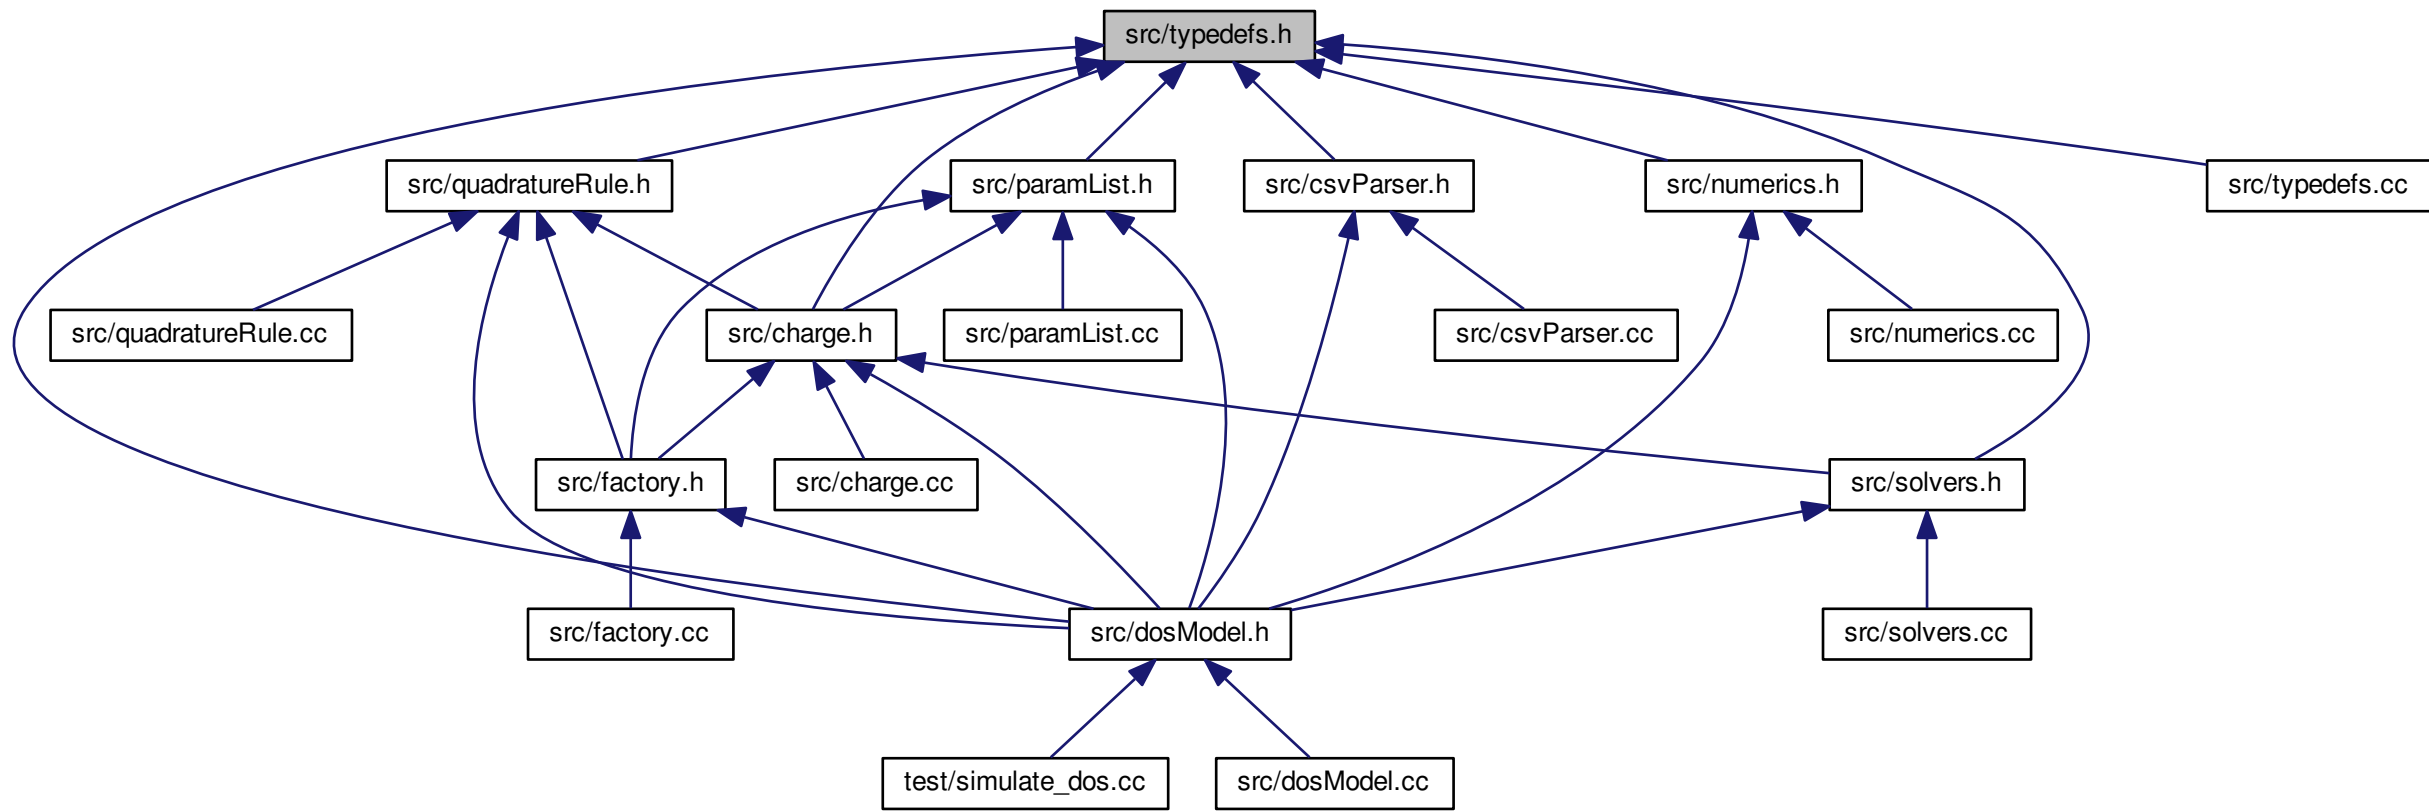 src/typedefs.h
src/quadratureRule.h
src/paramList.h
src/csvParser.h
src/numerics.h
src/typedefs.cc
src/quadratureRule.cc
src/charge.h
src/paramList.cc
src/csvParser.cc
src/numerics.cc
src/factory.h
src/charge.cc
src/solvers.h
src/factory.cc
src/dosModel.h
src/solvers.cc
test/simulate_dos.cc
src/dosModel.cc